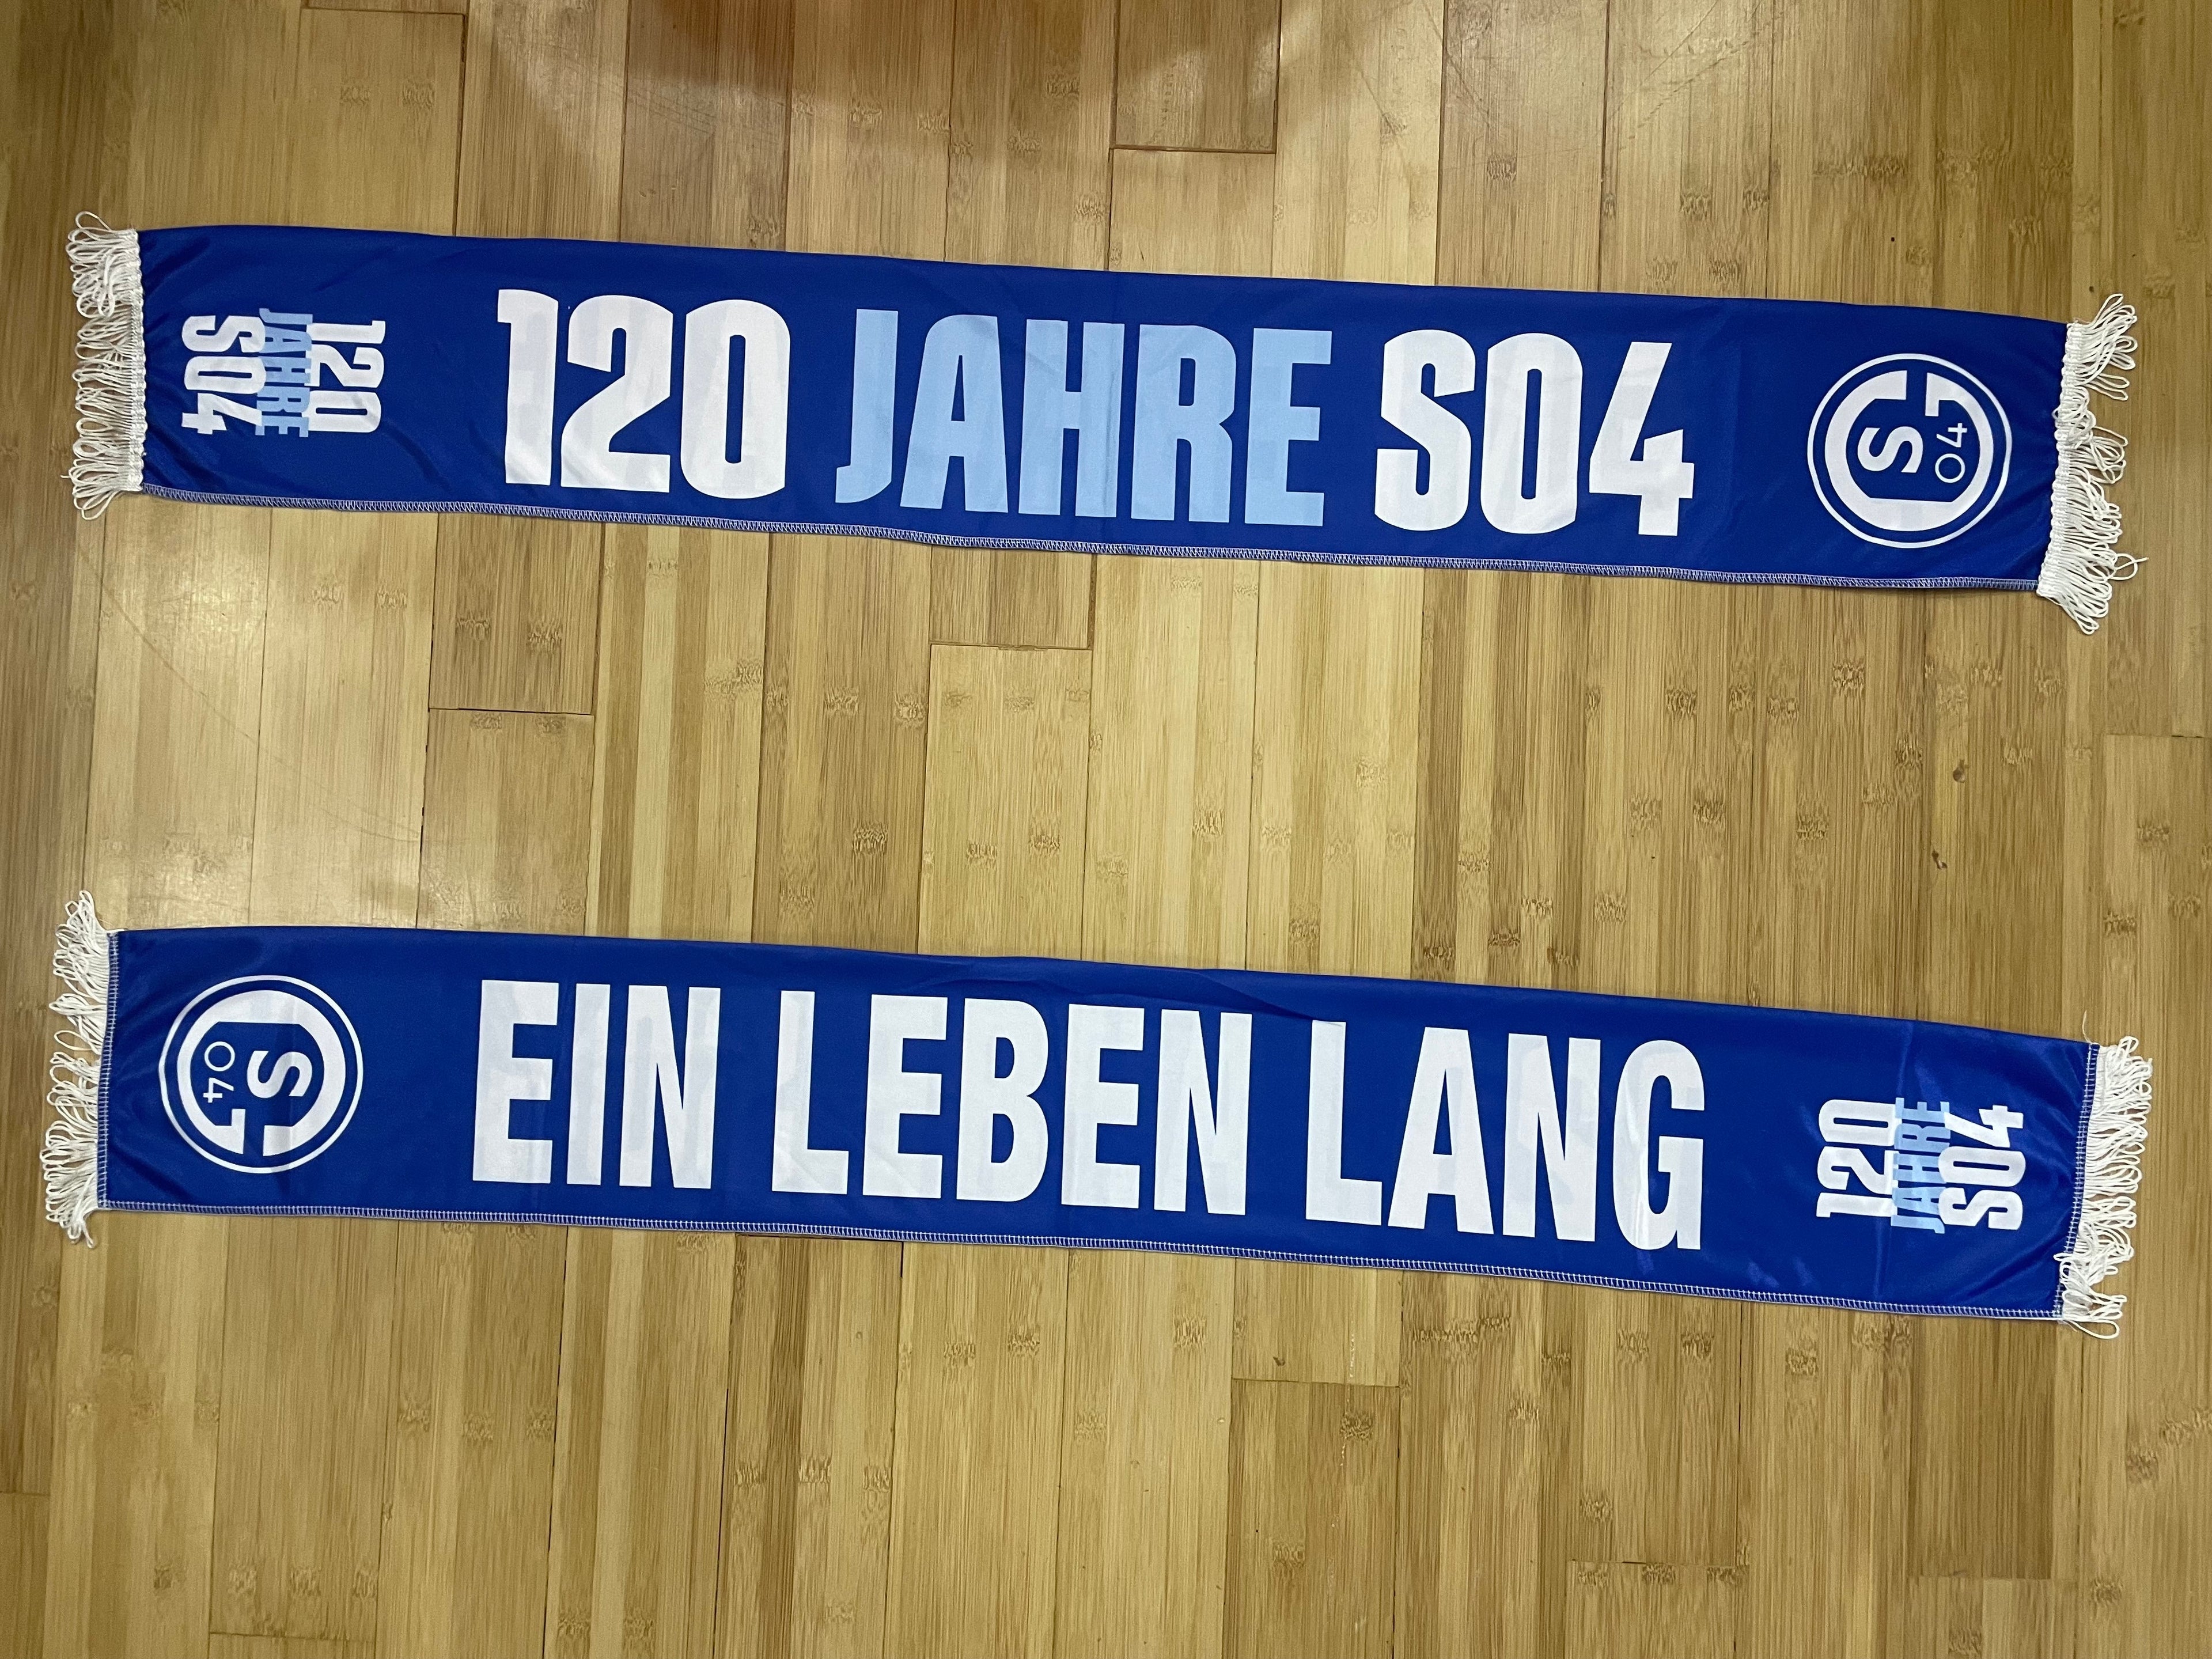 120
JAHRE
S04
120 JAHRE S04
S
04
S
04
EIN LEBEN LANG
120
JAHRE
S04